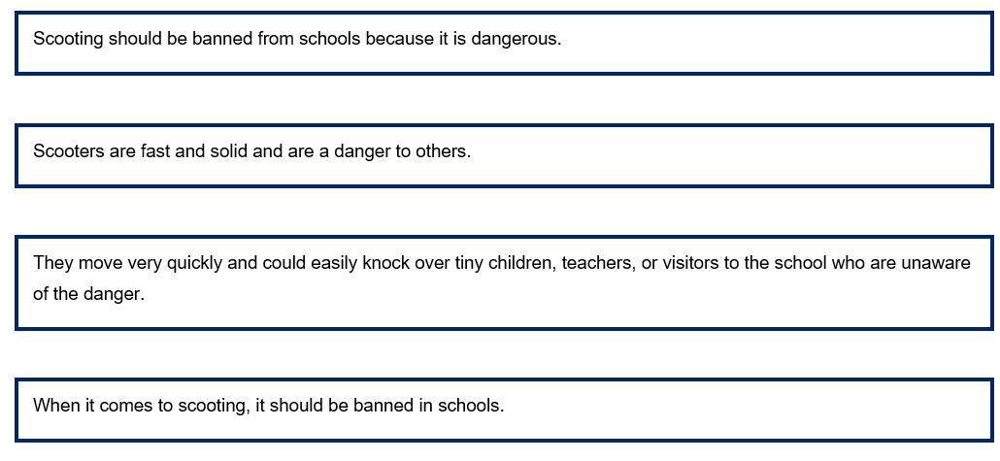 Scooting should be banned from schools because it is dangerous.
Scooters are fast and solid and are a danger to others.
They move very quickly and could easily knock over tiny children, teachers, or visitors to the school who are unaware
of the danger.
When it comes to scooting, it should be banned in schools.